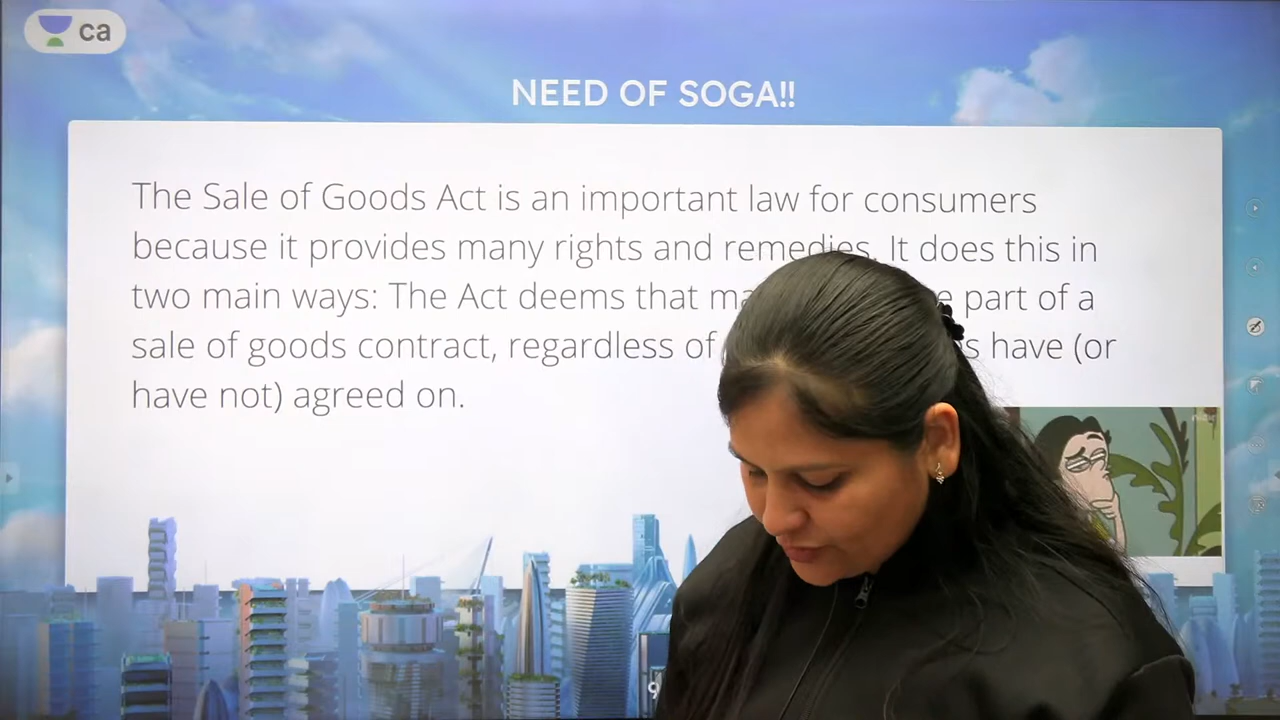 ca
NEED OF SOGA!!
The Sale of Goods Act is an important law for consumers
because it provides many rights and remedies. It does this in
two main ways: The Act deems that part of a
sale of goods contract, regardless of have (or
have not) agreed on.